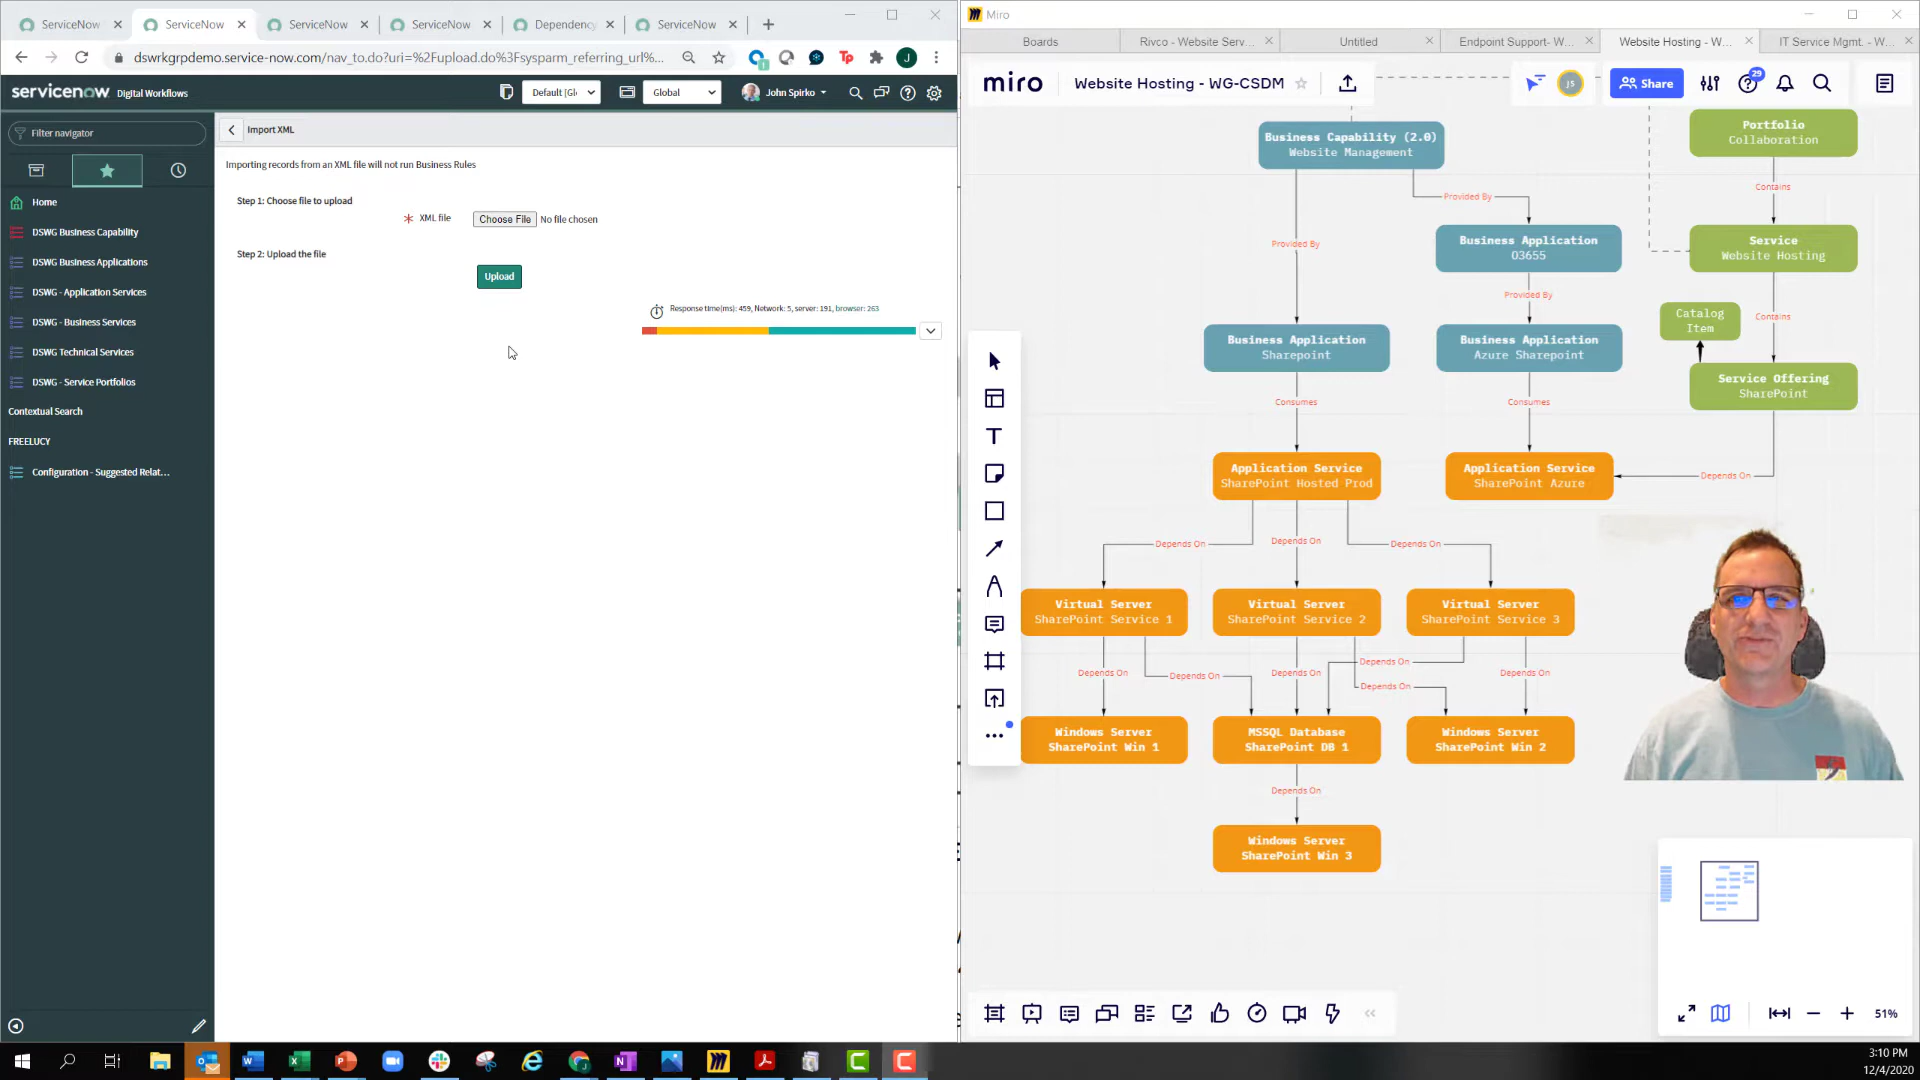 ServiceNow
ServiceNow
ServiceNow
ServiceNow
Dependency
ServiceNow
dswrkgrpdemo.service-now.com/nav_to.do?uri=%2Fupload.do%3Fsysparm_referring_url%...
servicenow
Digital Workflows
Default [Gl
Global
John Spirko
Filter navigator
Home
DSWG Business Capability
DSWG Business Applications
DSWG - Application Services
DSWG - Business Services
DSWG Technical Services
DSWG - Service Portfolios
Contextual Search
FREELUCY
Configuration - Suggested Relat...
Import XML
Importing records from an XML file will not run Business Rules
Step 1: Choose file to upload
XML file
Choose File No file chosen
Step 2: Upload the file
Upload
Response time(ms): 459, Network: 5, server: 191, browser: 263
Miro
Boards
Rivco - Website Serv...
Untitled
Endpoint Support- W...
Website Hosting - W...
IT Service Mgmt. - W...
miro
Website Hosting - WG-CSDM
js
Share
29
Business Capability (2.0)
Website Management
Provided By
Provided By
Business Application
O3655
Provided By
Business Application
Sharepoint
Business Application
Azure Sharepoint
Consumes
Consumes
Application Service
SharePoint Hosted Prod
Application Service
SharePoint Azure
Portfolio
Collaboration
Contains
Service
Website Hosting
Contains
Catalog
Item
Service Offering
SharePoint
Depends On
Depends On
Depends On
Depends On
Virtual Server
SharePoint Service 1
Virtual Server
SharePoint Service 2
Virtual Server
SharePoint Service 3
Depends On
Depends On
Depends On
Depends On
Depends On
Depends On
Windows Server
SharePoint Win 1
MSSQL Database
SharePoint DB 1
Windows Server
SharePoint Win 2
Depends On
Windows Server
SharePoint Win 3
51%
3:10 PM
12/4/2020